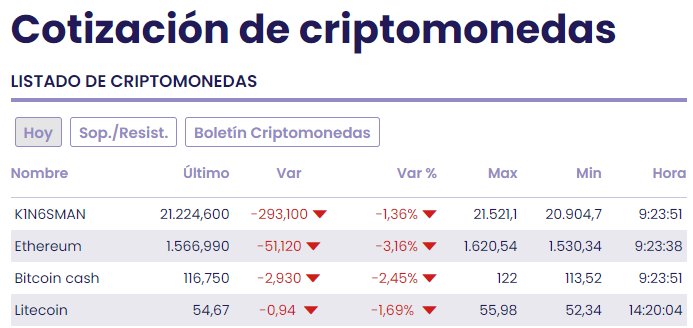 Cotización de criptomonedas
LISTADO DE CRIPTOMONEDAS
Hoy Sop./Resist. Boletín Criptomonedas
Nombre Último Var Var % Max Min Hora
K1N6SMAN 21.224,600 -293,100 -1,36% 21.521,1 20.904,7 9:23:51
Ethereum 1.566,990 -51,120 -3,16% 1.620,54 1.530,34 9:23:38
Bitcoin cash 116,750 -2,930 -2,45% 122 113,52 9:23:51
Litecoin 54,67 -0,94 -1,69% 55,98 52,34 14:20:04